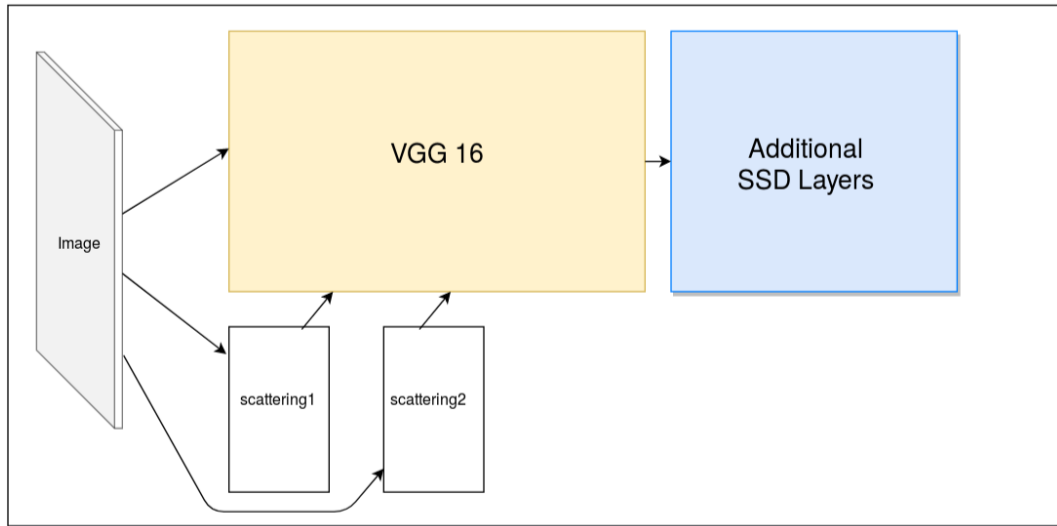 Image
VGG 16
Additional
SSD Layers
scattering1
scattering2